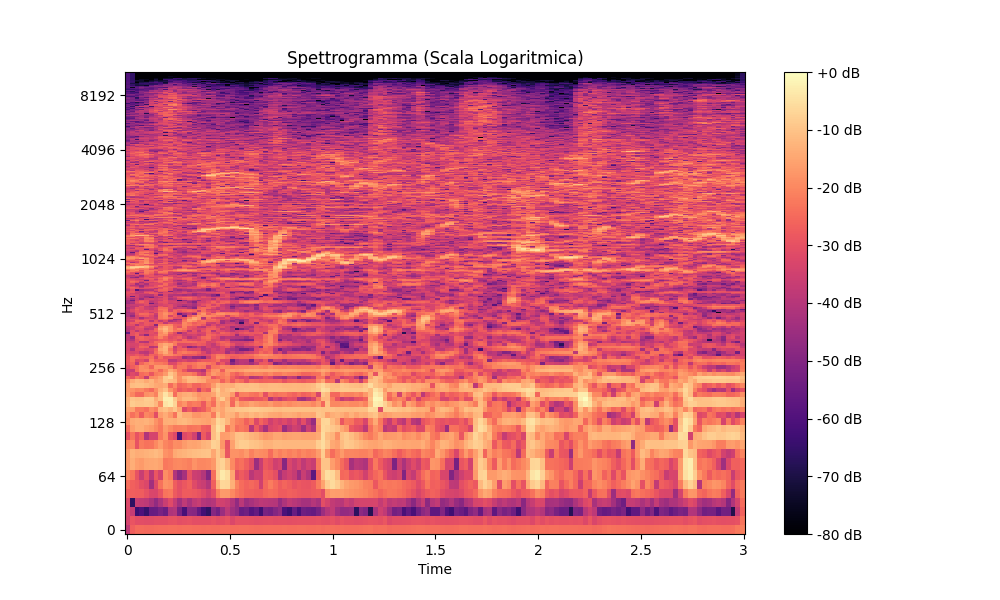 Spettrogramma (Scala Logaritmica)
8192
4096
2048
1024
512
256
128
64
0
Hz
0 0.5 1 1.5 2 2.5 3
Time
+0 dB
-10 dB
-20 dB
-30 dB
-40 dB
-50 dB
-60 dB
-70 dB
-80 dB